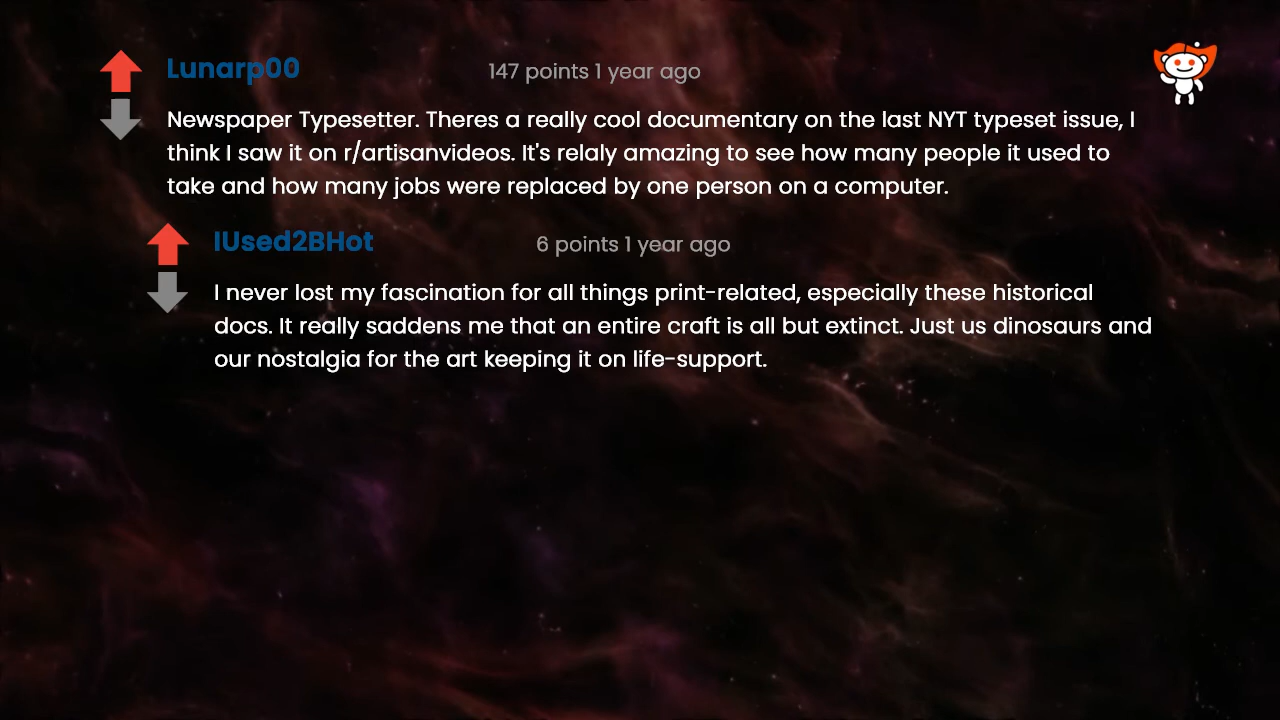 Lunarp00 147 points 1 year ago
Newspaper Typesetter. Theres a really cool documentary on the last NYT typeset issue, I
think I saw it on r/artisanvideos. It's relaly amazing to see how many people it used to
take and how many jobs were replaced by one person on a computer.
IUsed2BHot 6 points 1 year ago
I never lost my fascination for all things print-related, especially these historical
docs. It really saddens me that an entire craft is all but extinct. Just us dinosaurs and
our nostalgia for the art keeping it on life-support.